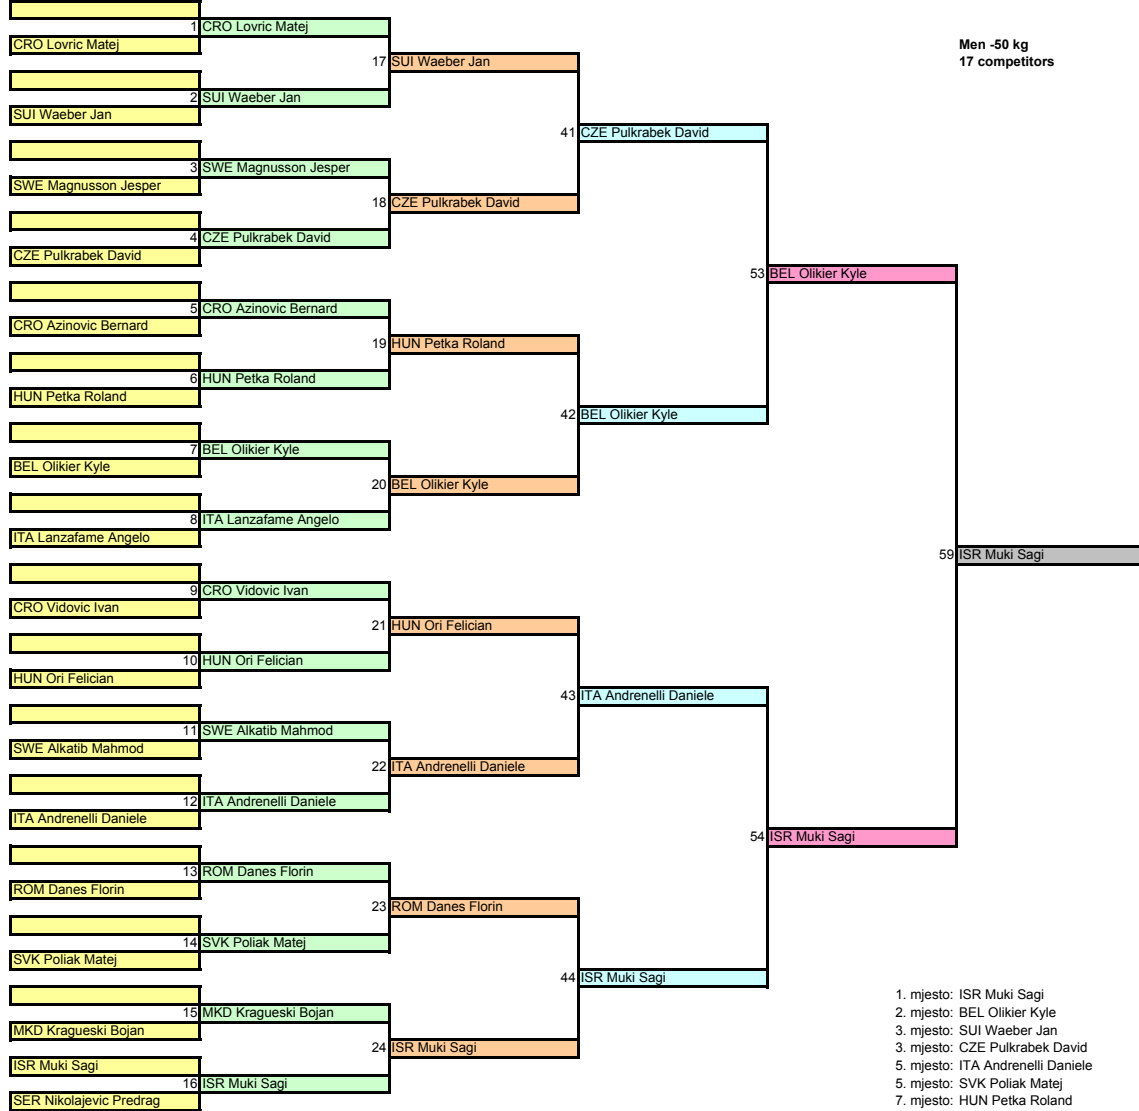 1 CRO Lovric Matej
CRO Lovric Matej
Men -50 kg
17 SUI Waeber Jan
17 competitors
2 SUI Waeber Jan
SUI Waeber Jan
41 CZE Pulkrabek David
3 SWE Magnusson Jesper
SWE Magnusson Jesper
18 CZE Pulkrabek David
4 CZE Pulkrabek David
CZE Pulkrabek David
53 BEL Olikier Kyle
5 CRO Azinovic Bernard
CRO Azinovic Bernard
19 HUN Petka Roland
6 HUN Petka Roland
HUN Petka Roland
42 BEL Olikier Kyle
7 BEL Olikier Kyle
BEL Olikier Kyle
20 BEL Olikier Kyle
8 ITA Lanzafame Angelo
ITA Lanzafame Angelo
59 ISR Muki Sagi
9 CRO Vidovic Ivan
CRO Vidovic Ivan
21 HUN Ori Felician
10 HUN Ori Felician
HUN Ori Felician
43 ITA Andrenelli Daniele
11 SWE Alkatib Mahmod
SWE Alkatib Mahmod
22 ITA Andrenelli Daniele
12 ITA Andrenelli Daniele
ITA Andrenelli Daniele
54 ISR Muki Sagi
13 ROM Danes Florin
ROM Danes Florin
23 ROM Danes Florin
14 SVK Poliak Matej
SVK Poliak Matej
44 ISR Muki Sagi
1. mjesto: ISR Muki Sagi
15 MKD Kragueski Bojan
2. mjesto: BEL Olikier Kyle
MKD Kragueski Bojan
3. mjesto: SUI Waeber Jan
24 ISR Muki Sagi
3. mjesto: CZE Pulkrabek David
ISR Muki Sagi
5. mjesto: ITA Andrenelli Daniele
16 ISR Muki Sagi
5. mjesto: SVK Poliak Matej
SER Nikolajevic Predrag
7. mjesto: HUN Petka Roland